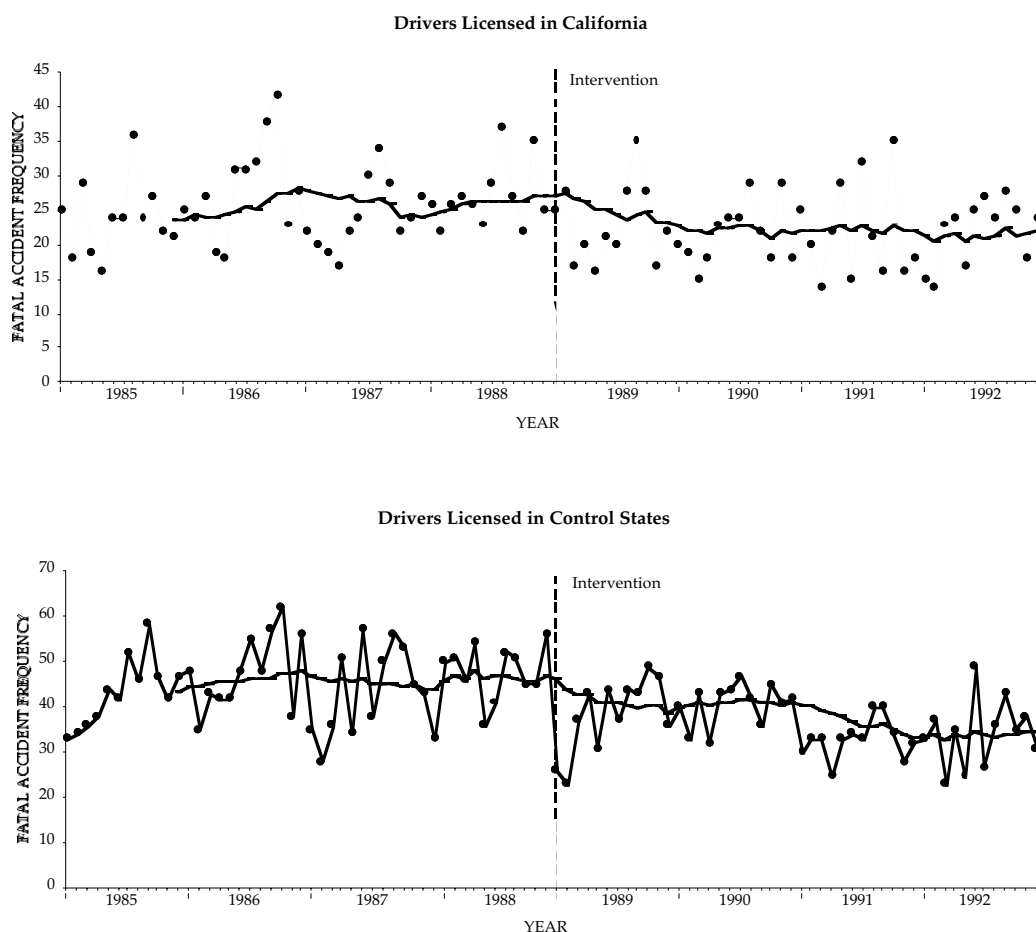 Drivers Licensed in California
FATAL ACCIDENT FREQUENCY
45
40
35
30
25
20
15
10
5
0
Intervention
1985 1986 1987 1988 1989 1990 1991 1992
YEAR
Drivers Licensed in Control States
FATAL ACCIDENT FREQUENCY
70
60
50
40
30
20
10
0
Intervention
1985 1986 1987 1988 1989 1990 1991 1992
YEAR